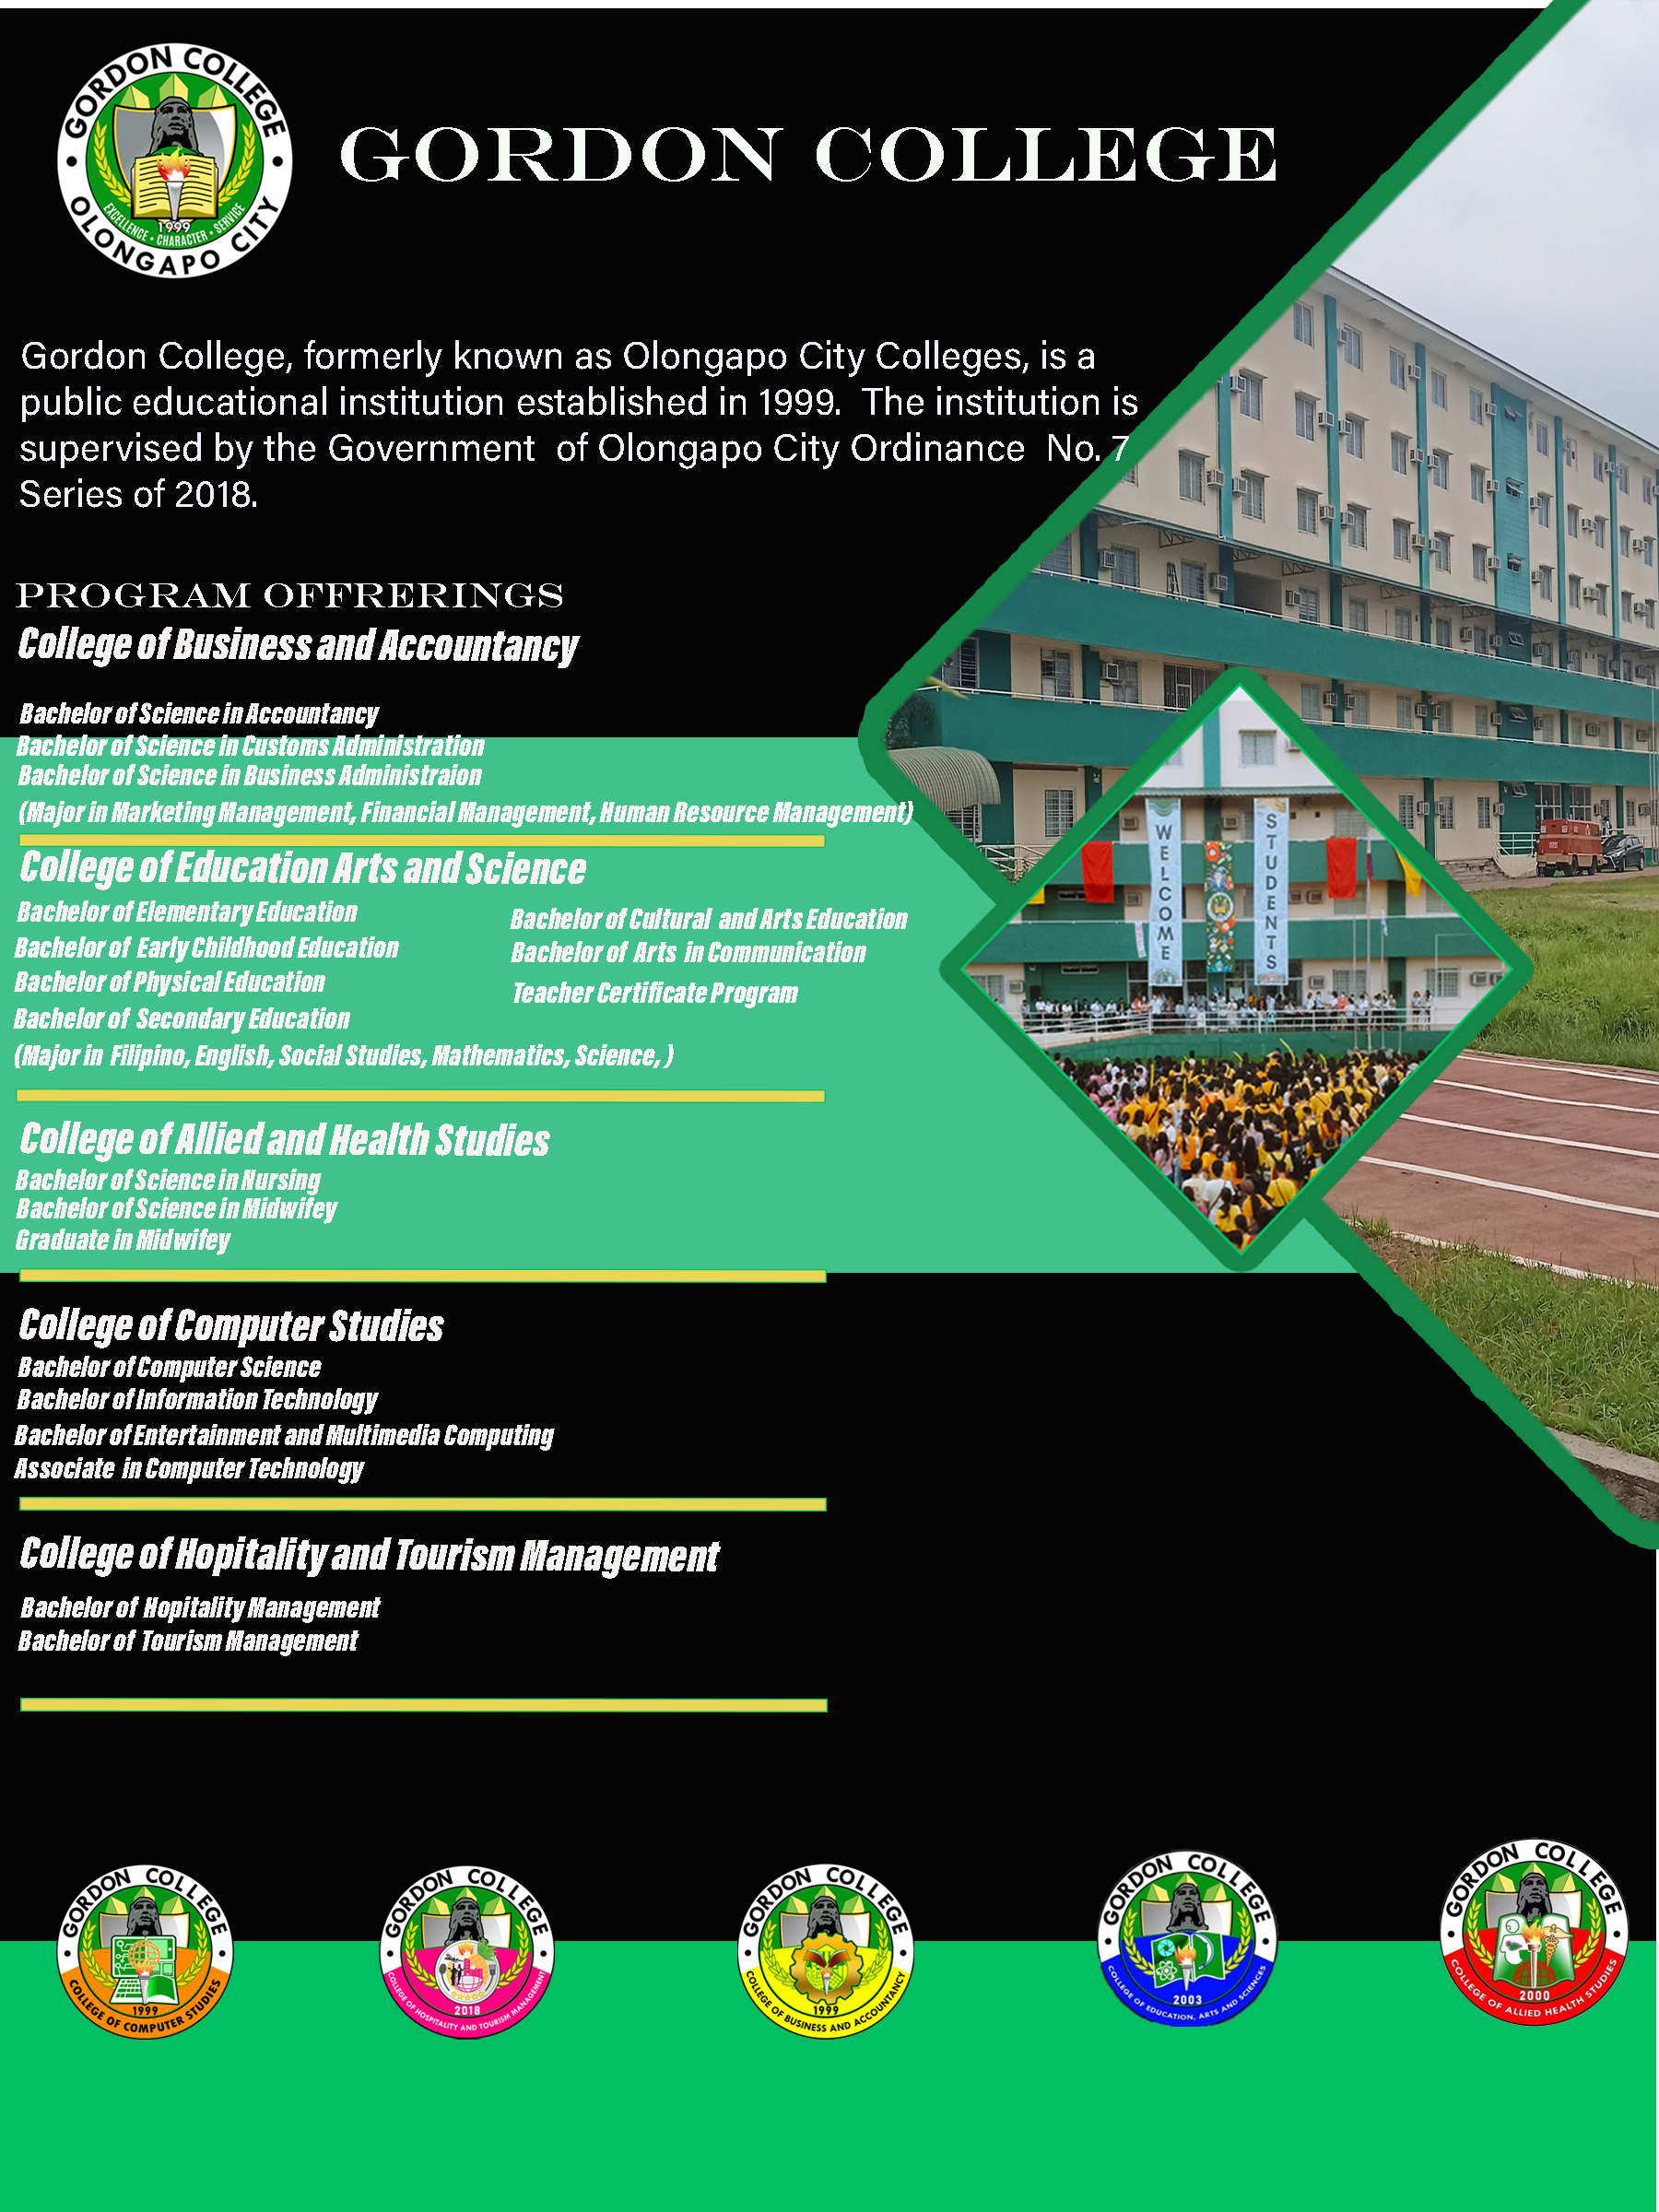 GORDON COLLEGE
EXCELLENCE • CHARACTER • SERVICE
1999
OLONGAPO CITY
GORDON COLLEGE
Gordon College, formerly known as Olongapo City Colleges, is a
public educational institution established in 1999. The institution is
supervised by the Government of Olongapo City Ordinance No. 7
Series of 2018.
PROGRAM OFFRERINGS
College of Business and Accountancy
Bachelor of Science in Accountancy
Bachelor of Science in Customs Administration
Bachelor of Science in Business Administraion
(Major in Marketing Management, Financial Management, Human Resource Management)
College of Education Arts and Science
Bachelor of Elementary Education
Bachelor of Early Childhood Education
Bachelor of Physical Education
Bachelor of Secondary Education
(Major in Filipino, English, Social Studies, Mathematics, Science, )
Bachelor of Cultural and Arts Education
Bachelor of Arts in Communication
Teacher Certificate Program
WELCOME
STUDENTS
College of Allied and Health Studies
Bachelor of Science in Nursing
Bachelor of Science in Midwifey
Graduate in Midwifey
College of Computer Studies
Bachelor of Computer Science
Bachelor of Information Technology
Bachelor of Entertainment and Multimedia Computing
Associate in Computer Technology
College of Hopitality and Tourism Management
Bachelor of Hopitality Management
Bachelor of Tourism Management
GORDON COLLEGE
1999
COLLEGE OF COMPUTER STUDIES
GORDON COLLEGE
2018
COLLEGE OF HOSPITALITY AND TOURISM MANAGEMENT
GORDON COLLEGE
1999
COLLEGE OF BUSINESS AND ACCOUNTANCY
GORDON COLLEGE
2003
COLLEGE OF EDUCATION, ARTS AND SCIENCES
GORDON COLLEGE
2000
COLLEGE OF ALLIED HEALTH STUDIES